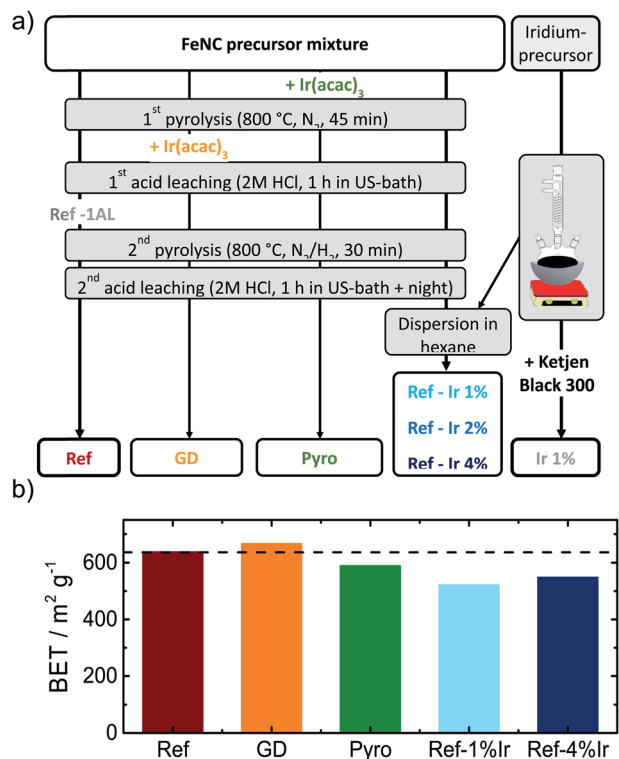 a)
FeNC precursor mixture
Iridium-
precursor
+ Ir(acac)3
1st pyrolysis (800 °C, N2, 45 min)
+ Ir(acac)3
1st acid leaching (2M HCl, 1 h in US-bath)
Ref -1AL
2nd pyrolysis (800 °C, N2/H2, 30 min)
2nd acid leaching (2M HCl, 1 h in US-bath + night)
Dispersion in
hexane
+ Ketjen
Black 300
Ref - Ir 1%
Ref - Ir 2%
Ref - Ir 4%
Ref
GD
Pyro
Ir 1%
b)
BET / m² g⁻¹
600
400
200
0
Ref
GD
Pyro
Ref-1%Ir
Ref-4%Ir